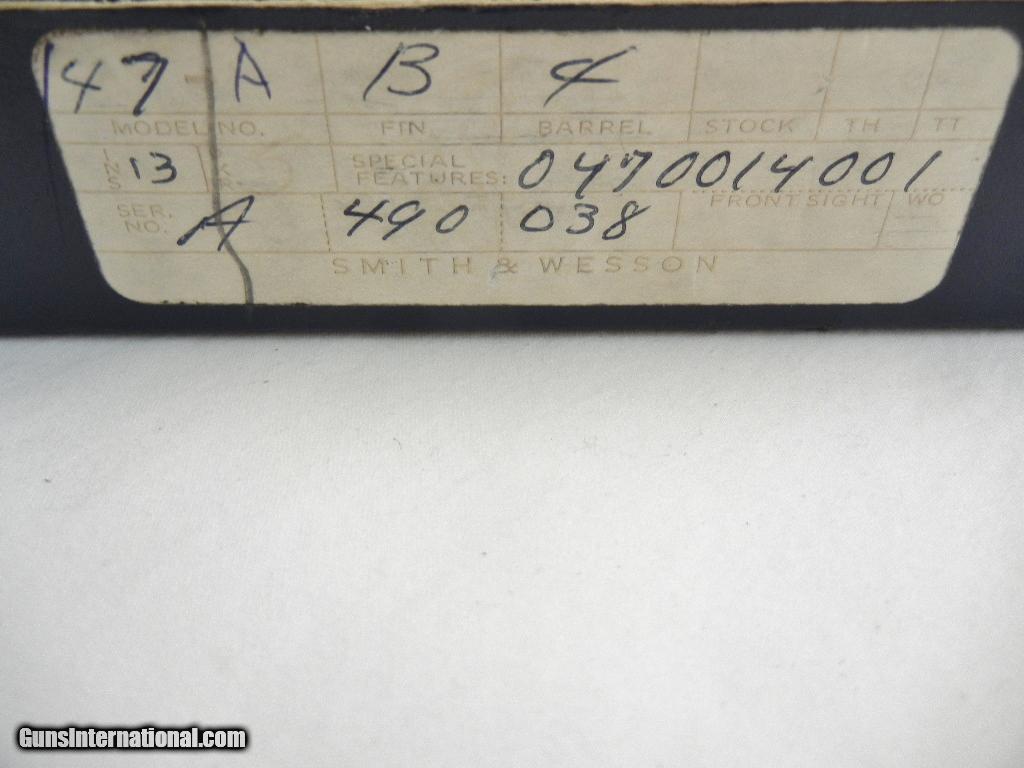 147-A B 4
MODEL NO. FIN BARREL STOCK TH TT
INS 13 SPECIAL FEATURES: 0470014001
SER. NO. A 490 038 FRONT SIGHT WO
SMITH & WESSON
GunsInternational.com